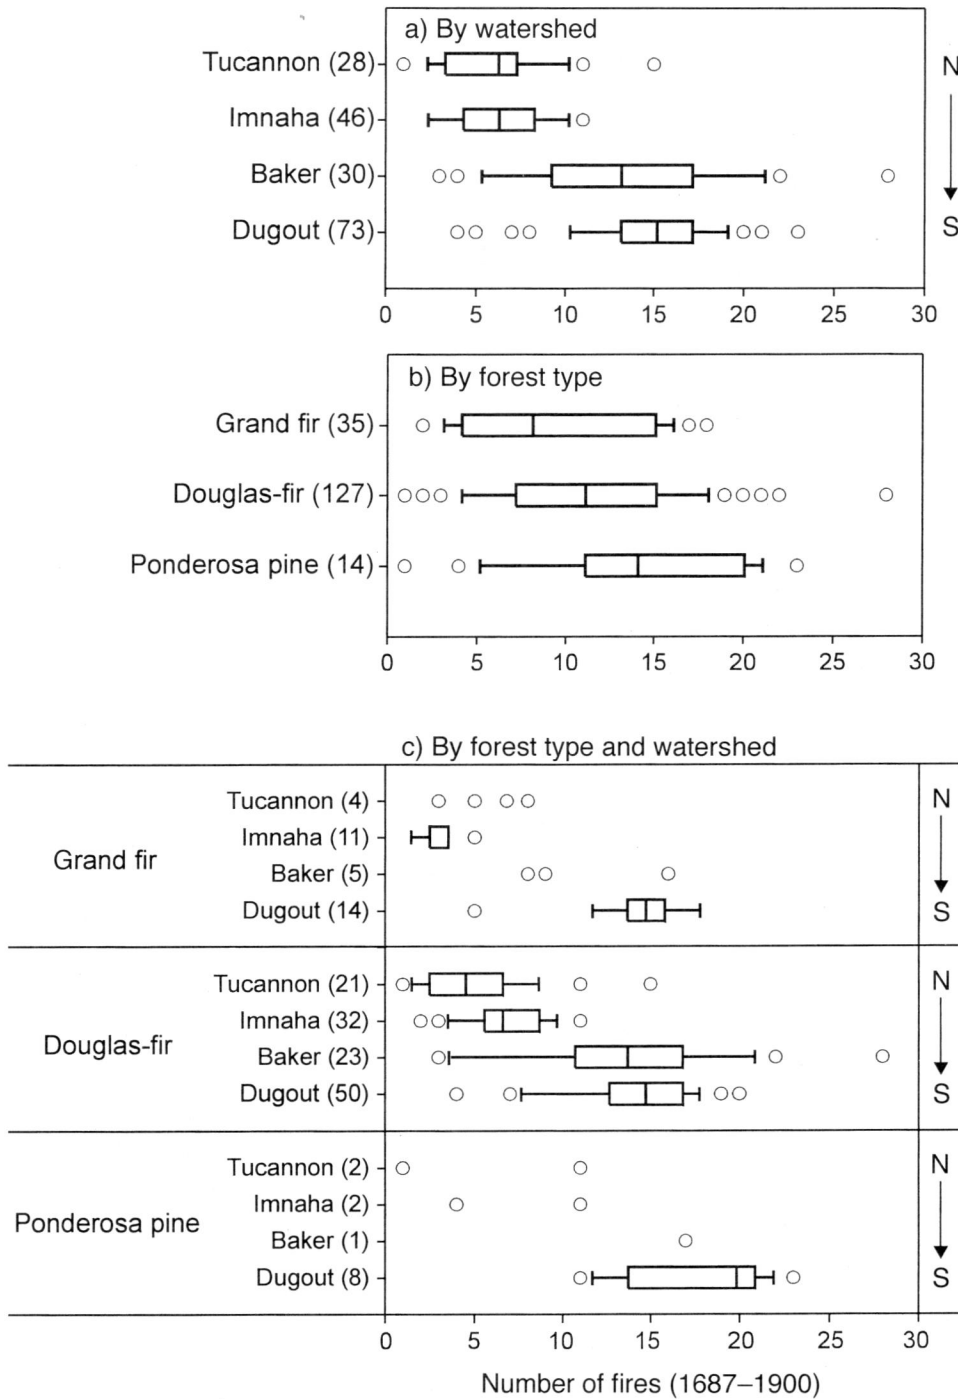 a) By watershed
Tucannon (28)
Imnaha (46)
Baker (30)
Dugout (73)
N
S
0 5 10 15 20 25 30
b) By forest type
Grand fir (35)
Douglas-fir (127)
Ponderosa pine (14)
0 5 10 15 20 25 30
c) By forest type and watershed
Grand fir
Tucannon (4)
Imnaha (11)
Baker (5)
Dugout (14)
N
S
Douglas-fir
Tucannon (21)
Imnaha (32)
Baker (23)
Dugout (50)
N
S
Ponderosa pine
Tucannon (2)
Imnaha (2)
Baker (1)
Dugout (8)
N
S
0 5 10 15 20 25 30
Number of fires (1687–1900)